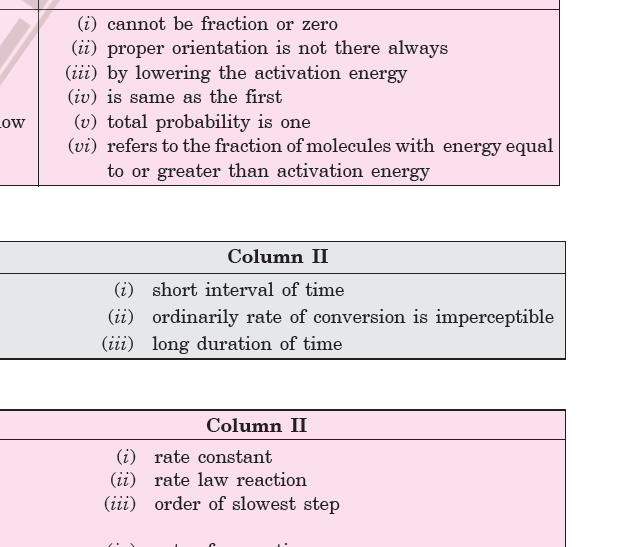 (i) cannot be fraction or zero
(ii) proper orientation is not there always
(iii) by lowering the activation energy
(iv) is same as the first
(v) total probability is one
(vi) refers to the fraction of molecules with energy equal
to or greater than activation energy
Column II
(i) short interval of time
(ii) ordinarily rate of conversion is imperceptible
(iii) long duration of time
Column II
(i) rate constant
(ii) rate law reaction
(iii) order of slowest step